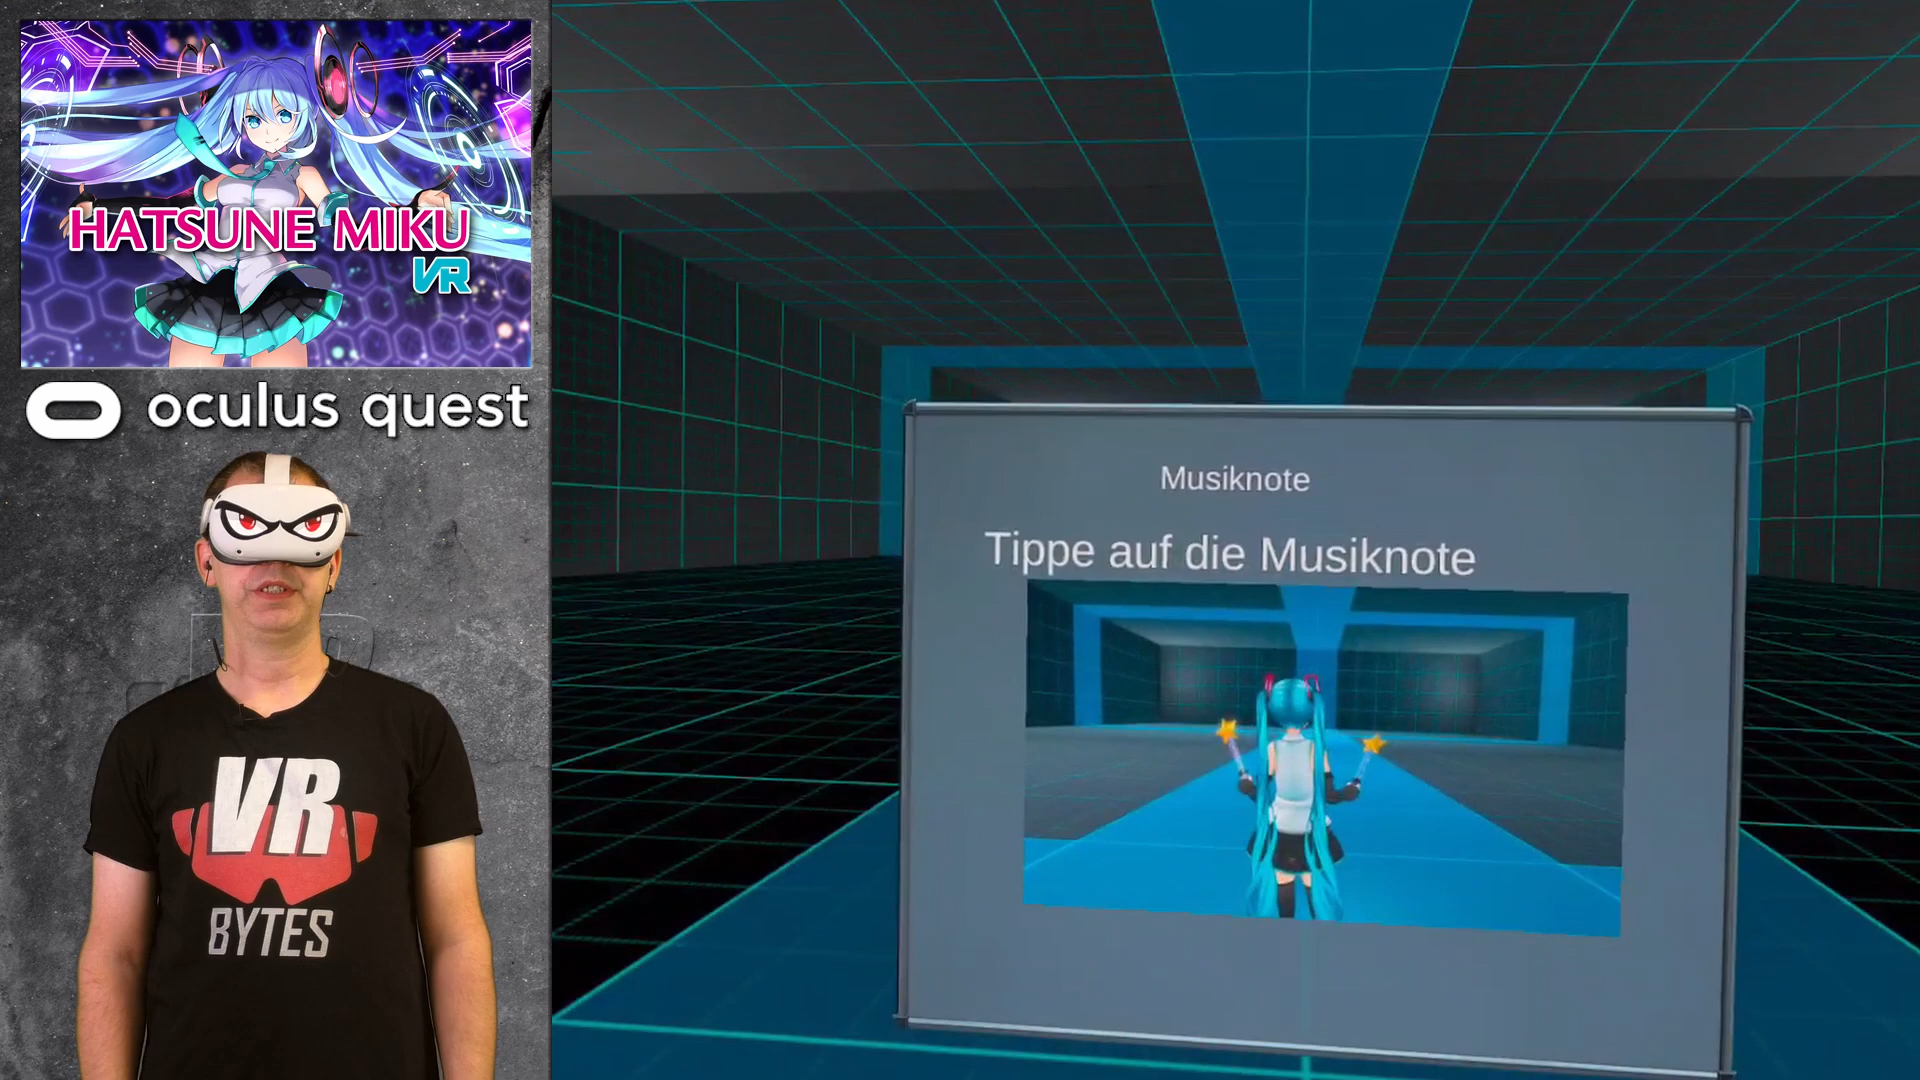 HATSUNE MIKU
VR
oculus quest
VR
BYTES
Musiknote
Tippe auf die Musiknote